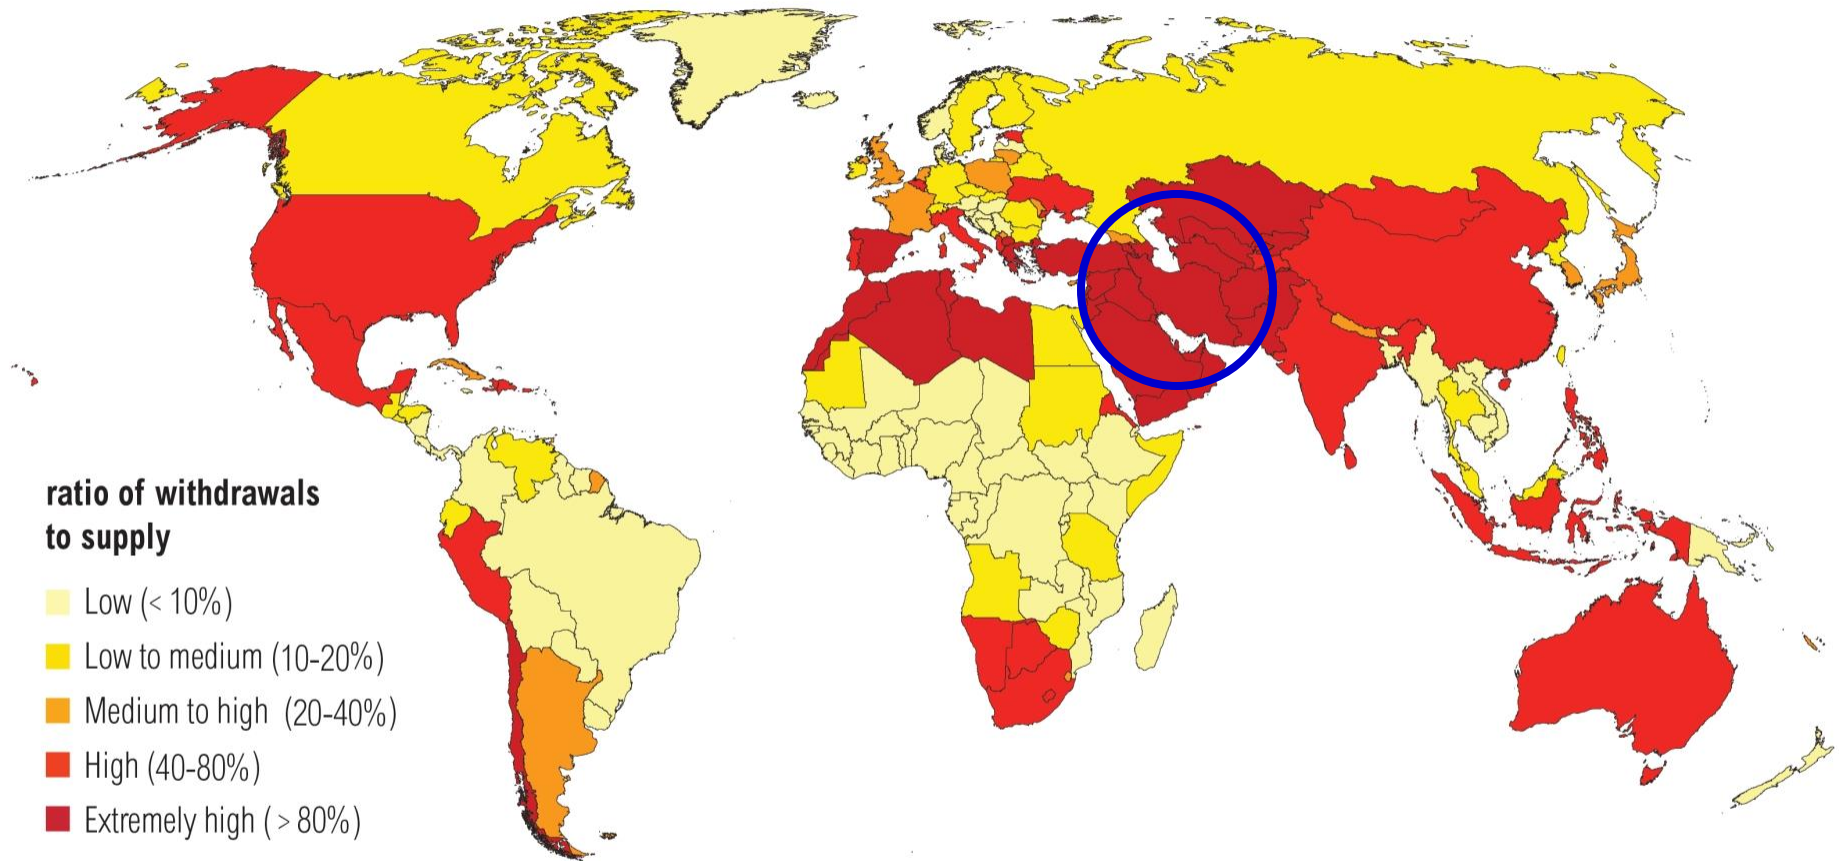 ratio of withdrawals
to supply
Low (< 10%)
Low to medium (10-20%)
Medium to high (20-40%)
High (40-80%)
Extremely high (> 80%)